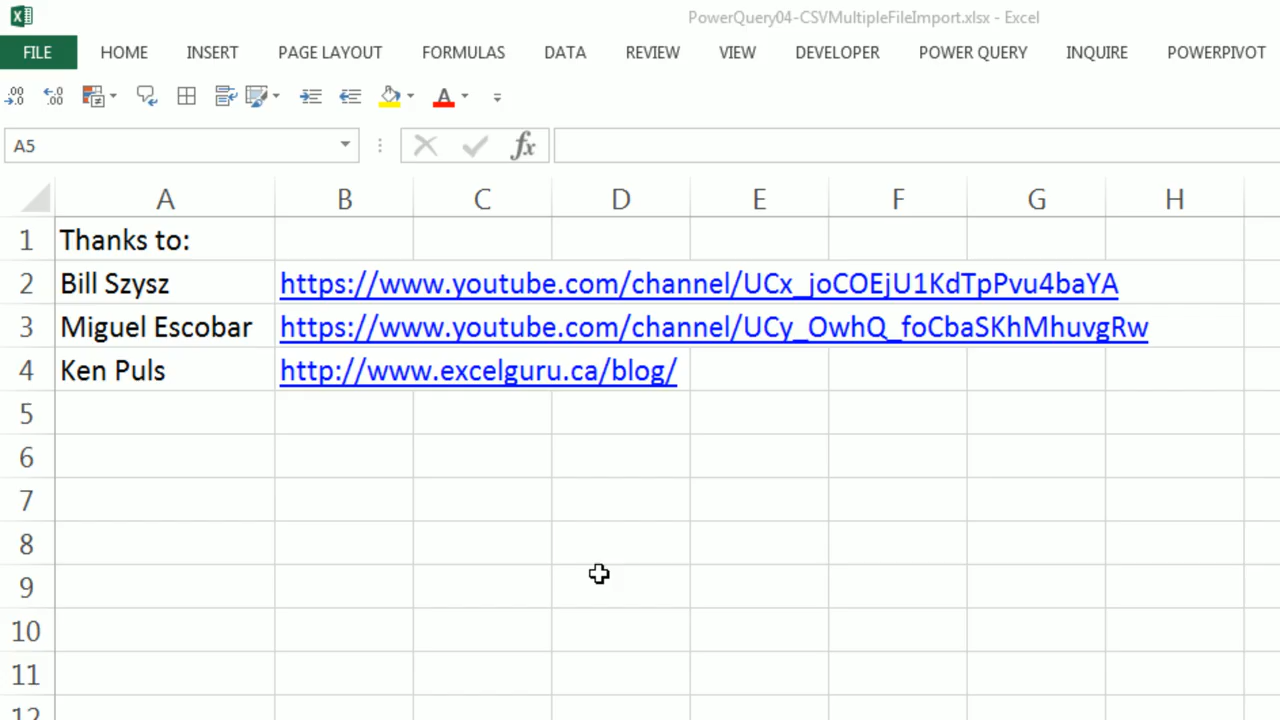 PowerQuery04-CSVMultipleFileImport.xlsx - Excel
FILE HOME INSERT PAGE LAYOUT FORMULAS DATA REVIEW VIEW DEVELOPER POWER QUERY INQUIRE POWERPIVOT
A5
A B C D E F G H
1 Thanks to:
2 Bill Szysz https://www.youtube.com/channel/UCx_joCOEjU1KdTpPvu4baYA
3 Miguel Escobar https://www.youtube.com/channel/UCy_OwhQ_foCbaSKhMhuvgRw
4 Ken Puls http://www.excelguru.ca/blog/
5
6
7
8
9
10
11
12